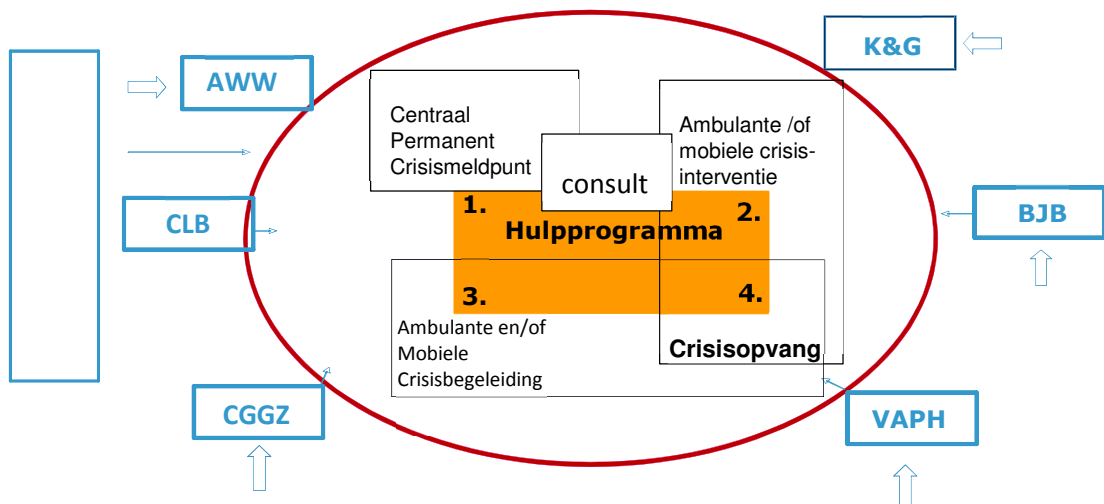 K&G
AWW
Centraal
Permanent
Crisismeldpunt
Ambulante /of
mobiele crisis-
interventie
consult
1.
2.
Hulpprogramma
CLB
BJB
3.
4.
Ambulante en/of
Mobiele
Crisisbegeleiding
Crisisopvang
CGGZ
VAPH